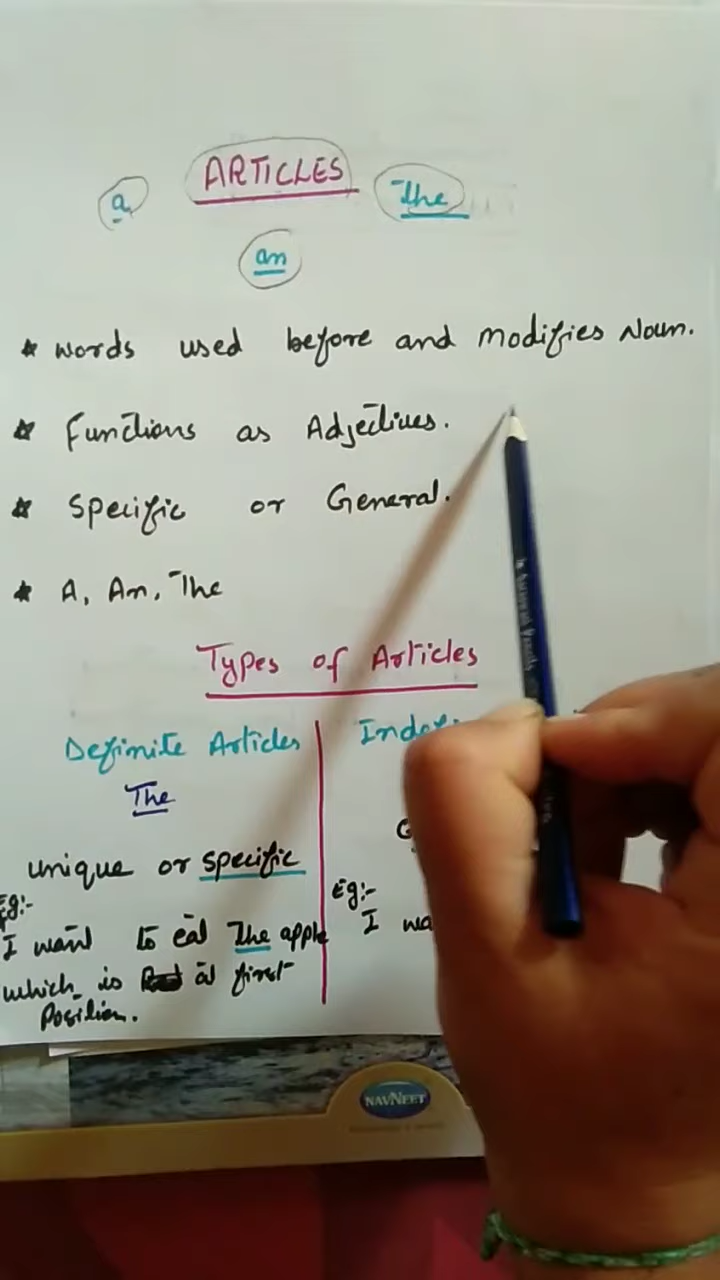 ARTICLES
a
The
an
* words used before and modifies Noun.
* Functions as Adjectives.
* Specific or General.
* A, An, The
Types of Articles
Definite Articles
The
unique or specific
Eg:-
I want to eat The apple
which is at first
Position.
Eg:-
I
NAVNEET